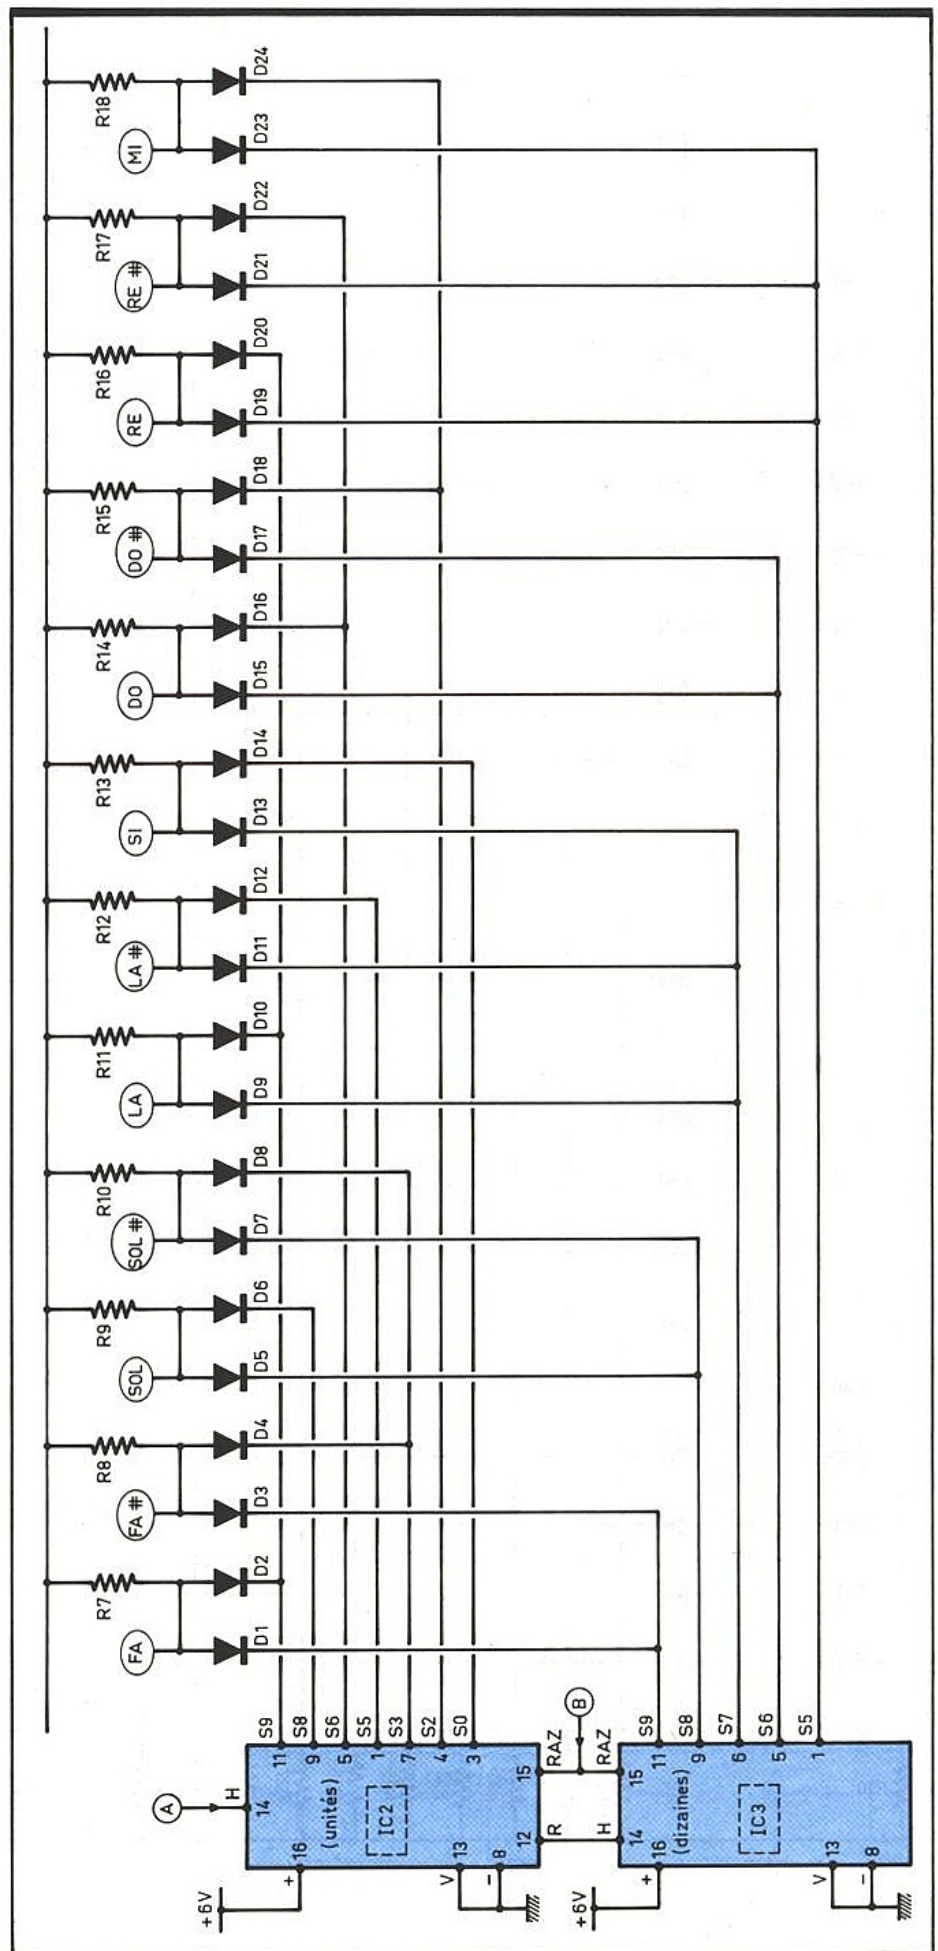 R7
R8
R9
R10
R11
R12
R13
R14
R15
R16
R17
R18
FA
FA #
SOL
SOL #
LA
LA #
SI
DO
DO #
RE
RE #
MI
D1
D2
D3
D4
D5
D6
D7
D8
D9
D10
D11
D12
D13
D14
D15
D16
D17
D18
D19
D20
D21
D22
D23
D24
A
H
14
+6V
+
16
(unités)
IC2
11
S9
9
S8
5
S6
1
S5
7
S3
4
S2
3
S0
V
13
–
8
12
15
R
RAZ
B
H
RAZ
14
15
+6V
+
16
(dizaines)
IC3
11
S9
9
S8
6
S7
5
S6
1
S5
V
13
–
8